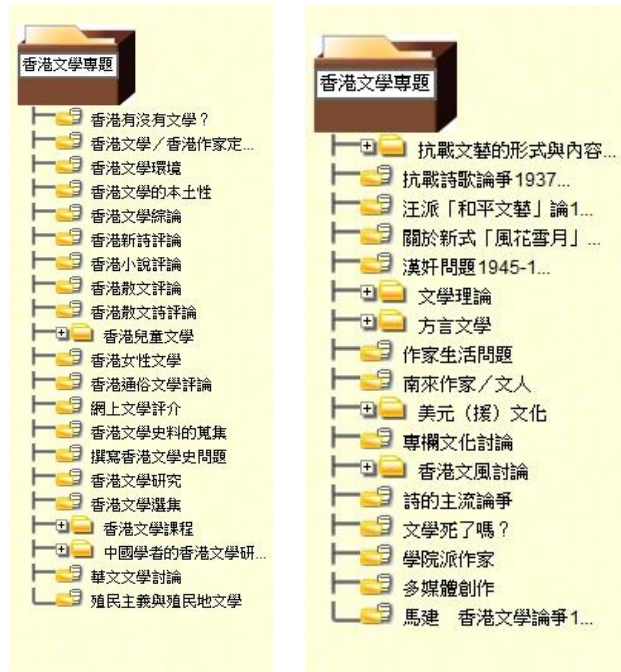 香港文學專題
香港有沒有文學？
香港文學／香港作家定...
香港文學環境
香港文學的本土性
香港文學綜論
香港新詩評論
香港小說評論
香港散文評論
香港散文詩評論
香港兒童文學
香港女性文學
香港通俗文學評論
網上文學評介
香港文學史料的蒐集
撰寫香港文學史問題
香港文學研究
香港文學選集
香港文學課程
中國學者的香港文學研...
華文文學討論
殖民主義與殖民地文學
香港文學專題
抗戰文藝的形式與內容...
抗戰詩歌論爭1937...
汪派「和平文藝」論1...
關於新式「風花雪月」...
漢奸問題1945-1...
文學理論
方言文學
作家生活問題
南來作家／文人
美元（援）文化
專欄文化討論
香港文風討論
詩的主流論爭
文學死了嗎？
學院派作家
多媒體創作
馬建　香港文學論爭1...